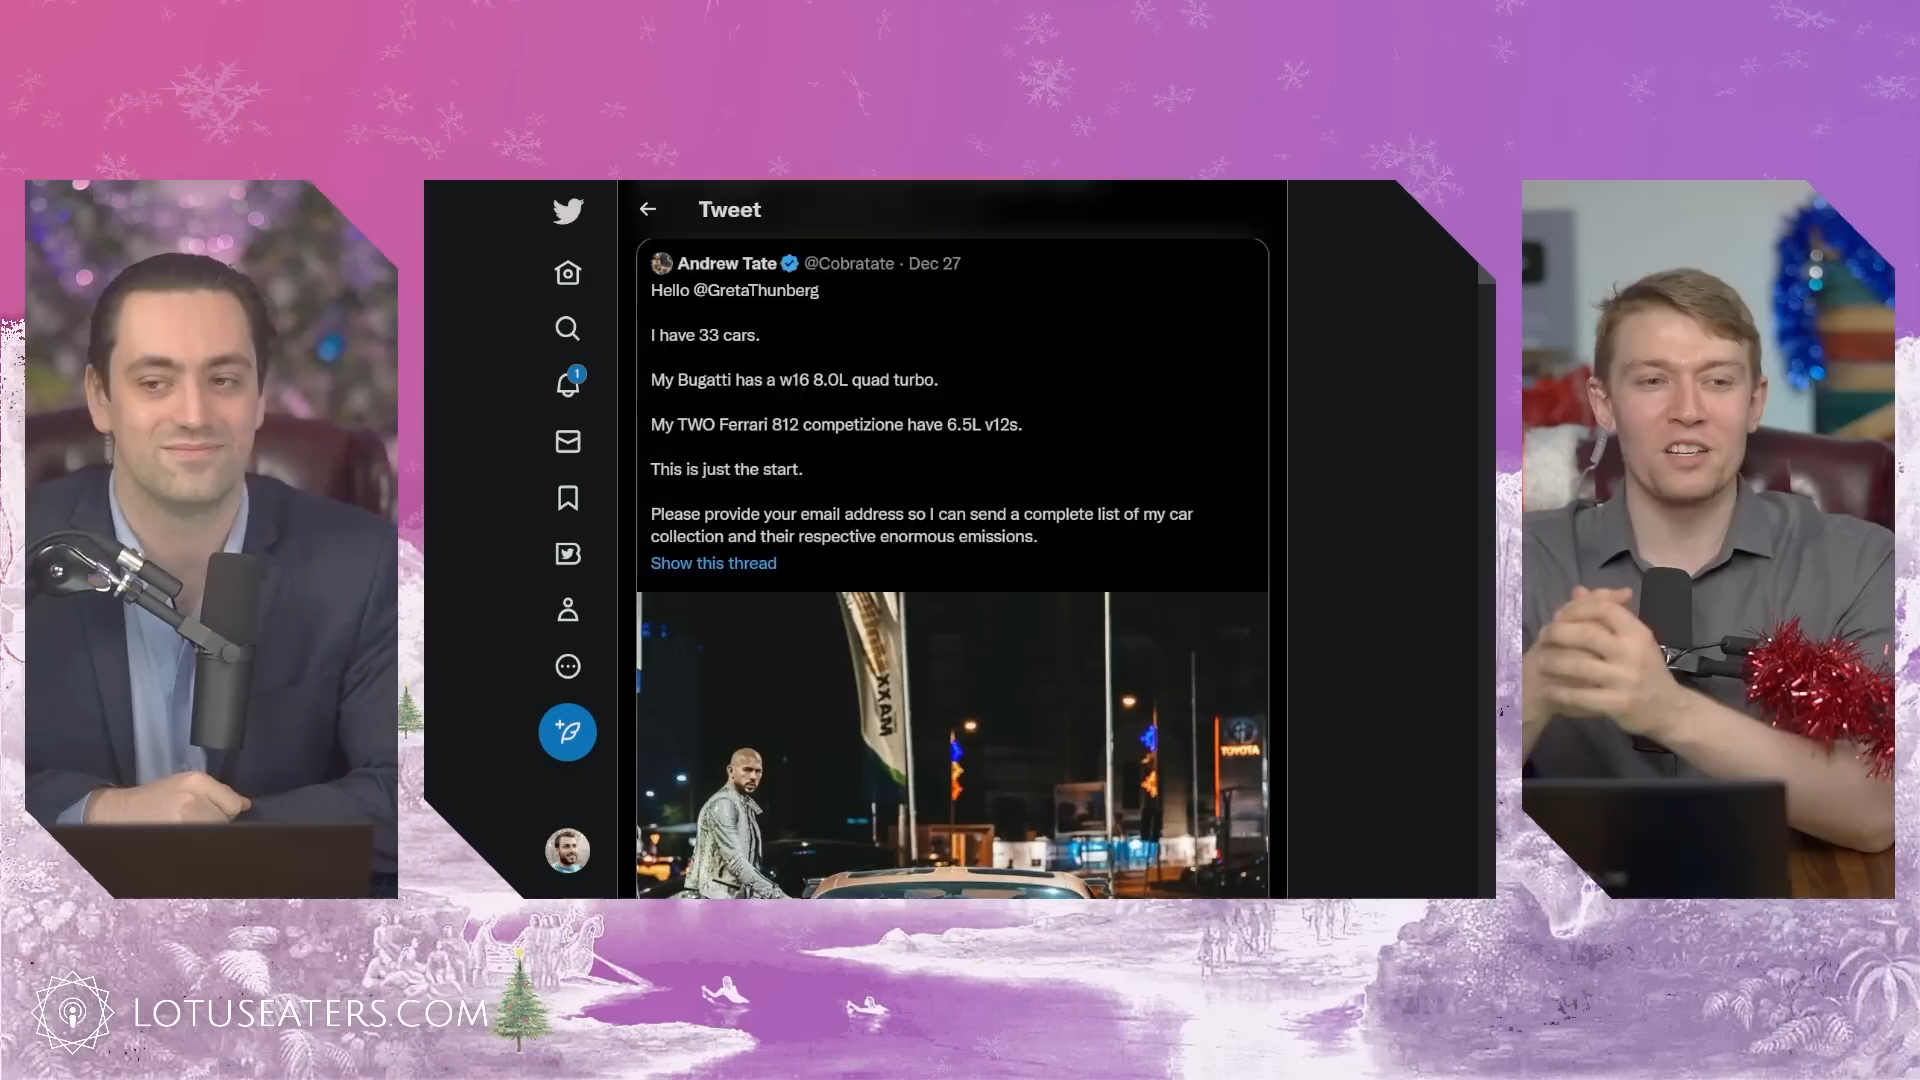 Tweet
Andrew Tate @Cobratate · Dec 27
Hello @GretaThunberg
I have 33 cars.
My Bugatti has a w16 8.0L quad turbo.
My TWO Ferrari 812 competizione have 6.5L v12s.
This is just the start.
Please provide your email address so I can send a complete list of my car
collection and their respective enormous emissions.
Show this thread
1
TOYOTA
LOTUSEATERS.COM